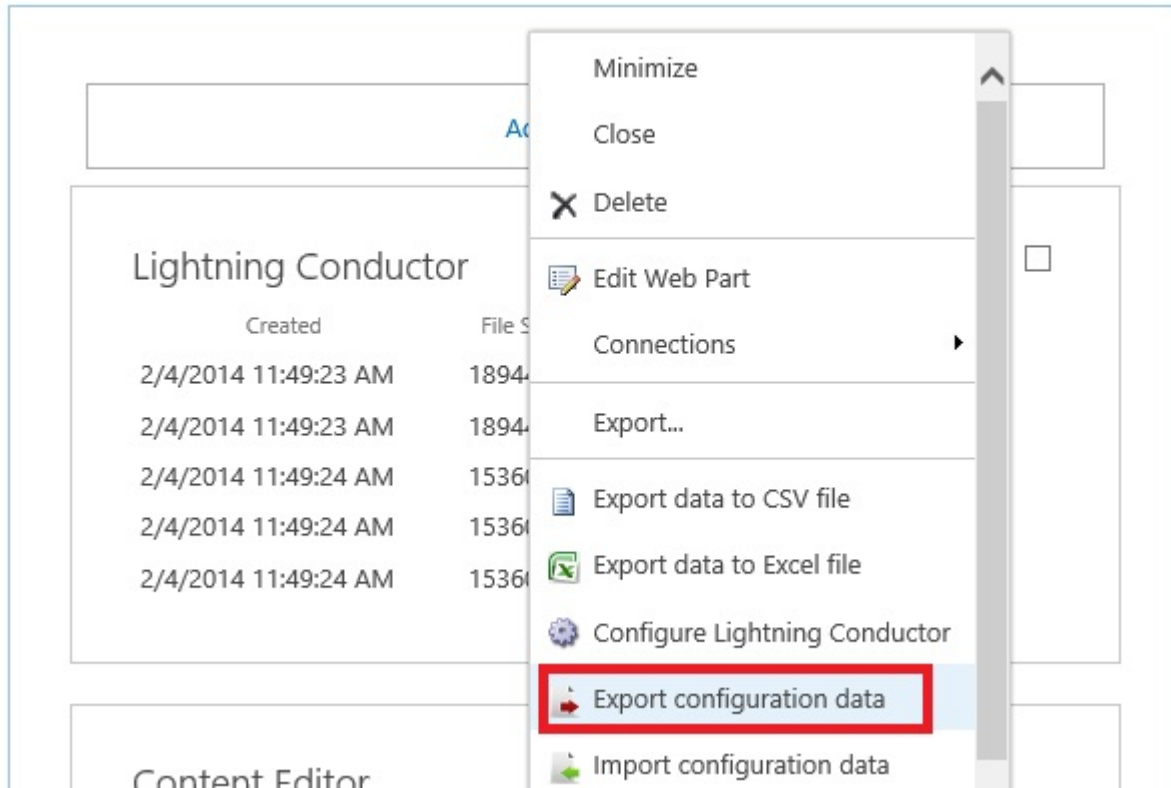 Minimize
Close
Delete
Edit Web Part
Connections
Export...
Export data to CSV file
Export data to Excel file
Configure Lightning Conductor
Export configuration data
Import configuration data
Lightning Conductor
Created File
2/4/2014 11:49:23 AM
2/4/2014 11:49:23 AM
2/4/2014 11:49:24 AM
2/4/2014 11:49:24 AM
2/4/2014 11:49:24 AM
Content Editor